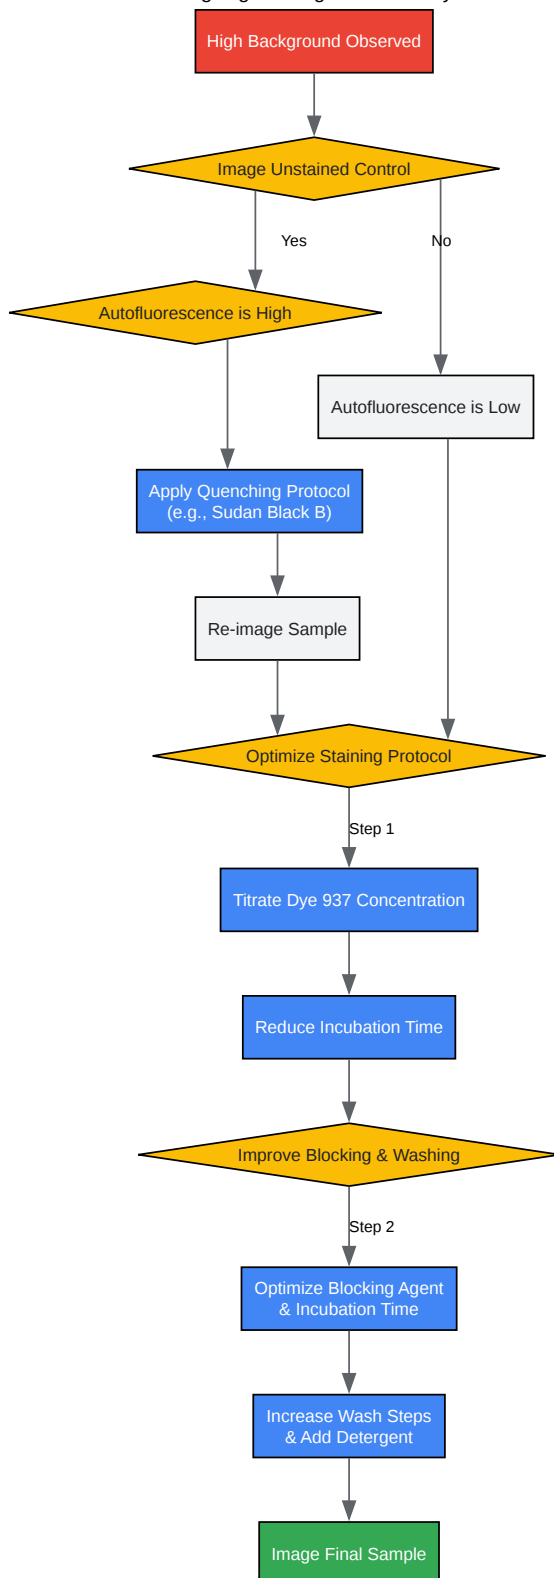 High Background Observed
Image Unstained Control
Yes
No
Autofluorescence is High
Autofluorescence is Low
Apply Quenching Protocol
(e.g., Sudan Black B)
Re-image Sample
Optimize Staining Protocol
Step 1
Titrate Dye 937 Concentration
Reduce Incubation Time
Improve Blocking & Washing
Step 2
Optimize Blocking Agent
& Incubation Time
Increase Wash Steps
& Add Detergent
Image Final Sample